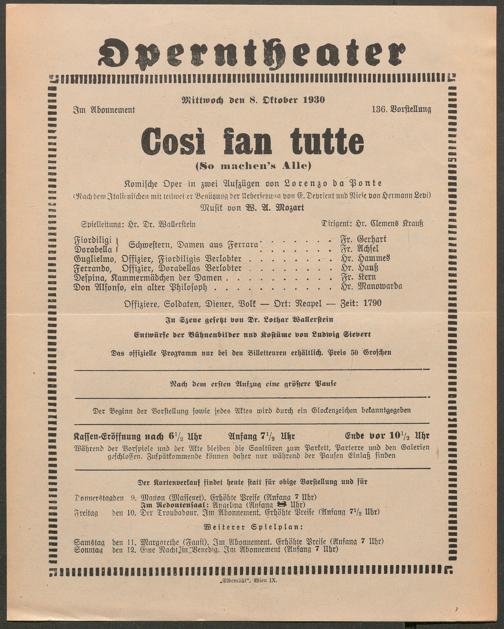 Operntheater
Mittwoch den 8. Oktober 1930
Im Abonnement 136. Vorstellung
Così fan tutte
(So machen's Alle)
Komische Oper in zwei Aufzügen von Lorenzo da Ponte
(Nach dem Italienischen mit teilweiser Benützung der Uebersetzung von E. Devrient und Niese von Hermann Levi)
Musik von W. A. Mozart
Spielleitung: Hr. Dr. Wallerstein Dirigent: Hr. Clemens Krauß
Fiordiligi
Dorabella } Schwestern, Damen aus Ferrara . . . . . . . Fr. Gerhart
Fr. Achsel
Guglielmo, Offizier, Fiordiligis Verlobter . . . . . . . Hr. Hammes
Ferrando, Offizier, Dorabellas Verlobter . . . . . . . Hr. Hauß
Despina, Kammermädchen der Damen . . . . . . . Fr. Kern
Don Alfonso, ein alter Philosoph . . . . . . . Hr. Manowarda
Offiziere, Soldaten, Diener, Volk — Ort: Neapel — Zeit: 1790
In Szene gesetzt von Dr. Lothar Wallerstein
Entwürfe der Bühnenbilder und Kostüme von Ludwig Sievert
Das offizielle Programm nur bei den Billetteuren erhältlich. Preis 50 Groschen
Nach dem ersten Aufzug eine größere Pause
Der Beginn der Vorstellung sowie jedes Aktes wird durch ein Glockenzeichen bekanntgegeben
Kassen-Eröffnung nach 6½ Uhr Anfang 7½ Uhr Ende vor 10½ Uhr
Während der Vorspiele und der Akte bleiben die Saaltüren zum Parkett, Parterre und den Galerien
geschlossen. Zuspätkommende können daher nur während der Pausen Einlaß finden
Der Kartenverkauf findet heute statt für obige Vorstellung und für
Donnerstag den 9. Manon (Massenet). Erhöhte Preise (Anfang 7 Uhr)
Im Redoutensaal: Angelina (Anfang Uhr)
Freitag den 10. Der Troubadour. Im Abonnement. Erhöhte Preise (Anfang 7½ Uhr)
Weiterer Spielplan:
Samstag den 11. Margarethe (Faust). Im Abonnement. Erhöhte Preise (Anfang 7 Uhr)
Sonntag den 12. Eine Nacht in Venedig. Im Abonnement (Anfang 7 Uhr)
„Elbemühl", Wien IX.